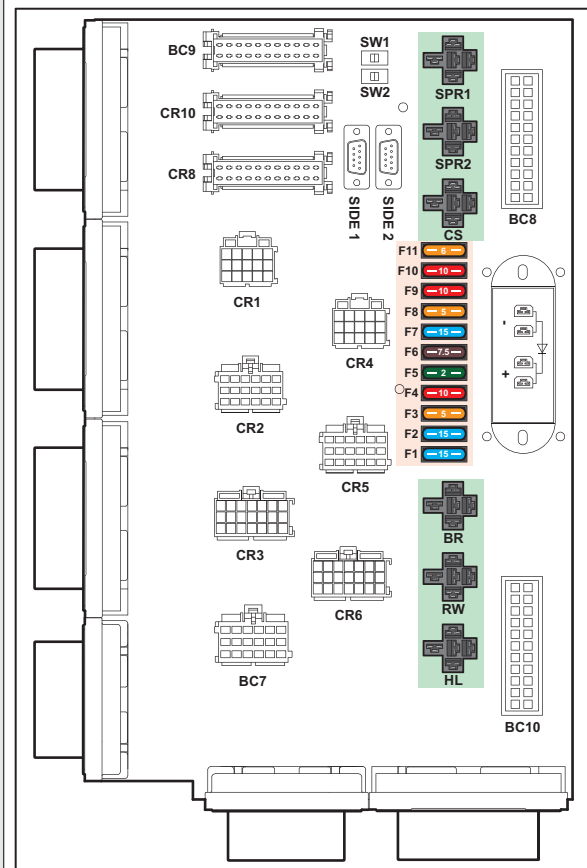 BC9
SW1
SW2
SPR1
CR10
SPR2
CR8
SIDE 1
SIDE 2
CS
BC8
F11 6
F10 10
F9 10
F8 5
F7 15
F6 7.5
F5 2
F4 10
F3 5
F2 15
F1 15
- 
+
CR1
CR4
CR2
CR5
CR3
CR6
BC7
BR
RW
HL
BC10